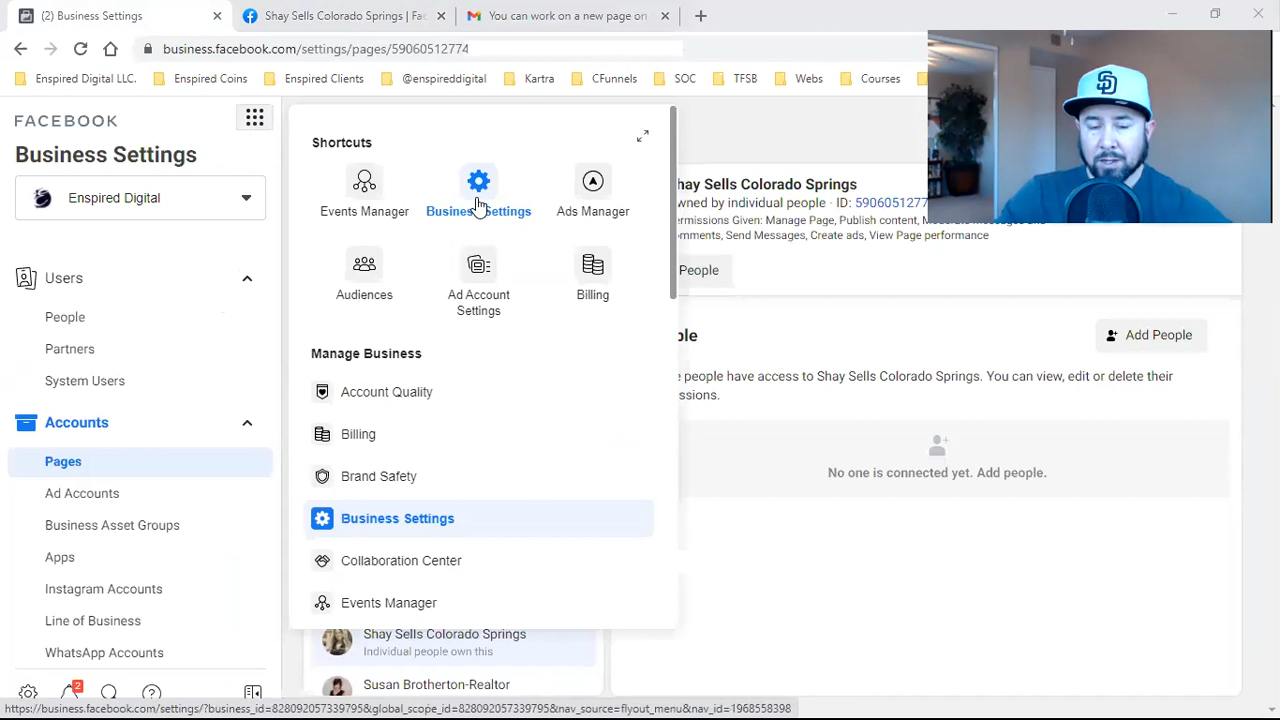 (2) Business Settings
Shay Sells Colorado Springs | Fac
You can work on a new page on
business.facebook.com/settings/pages/59060512774
Enspired Digital LLC.
Enspired Coins
Enspired Clients
@enspireddigital
Kartra
CFunnels
SOC
TFSB
Webs
Courses
SD
FACEBOOK
Business Settings
Enspired Digital
Users
People
Partners
System Users
Accounts
Pages
Ad Accounts
Business Asset Groups
Apps
Instagram Accounts
Line of Business
WhatsApp Accounts
2
Shortcuts
Events Manager
Business Settings
Ads Manager
Audiences
Ad Account
Settings
Billing
Manage Business
Account Quality
Billing
Brand Safety
Business Settings
Collaboration Center
Events Manager
Shay Sells Colorado Springs
Individual people own this
Susan Brotherton-Realtor
hay Sells Colorado Springs
wned by individual people · ID: 5906051277
ermissions Given: Manage Page, Publish content,
omments, Send Messages, Create ads, View Page performance
People
ple
Add People
e people have access to Shay Sells Colorado Springs. You can view, edit or delete their
issions.
No one is connected yet. Add people.
https://business.facebook.com/settings/?business_id=828092057339795&global_scope_id=828092057339795&nav_source=flyout_menu&nav_id=1968558398